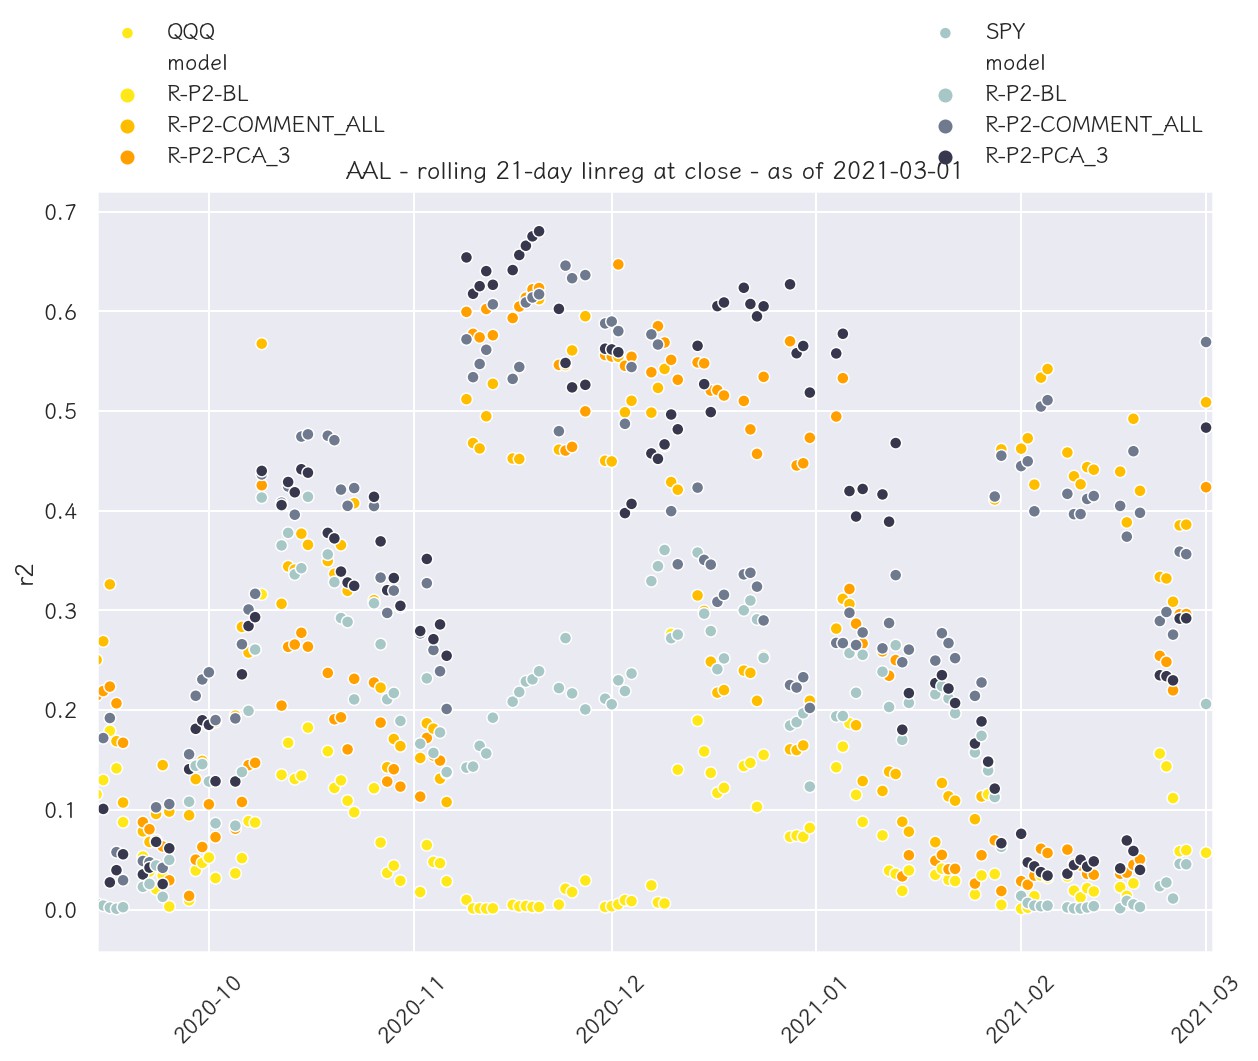 QQQ
model
R-P2-BL
R-P2-COMMENT_ALL
R-P2-PCA_3
SPY
model
R-P2-BL
R-P2-COMMENT_ALL
R-P2-PCA_3
AAL - rolling 21-day linreg at close - as of 2021-03-01
r2
0.7
0.6
0.5
0.4
0.3
0.2
0.1
0.0
2020-10
2020-11
2020-12
2021-01
2021-02
2021-03